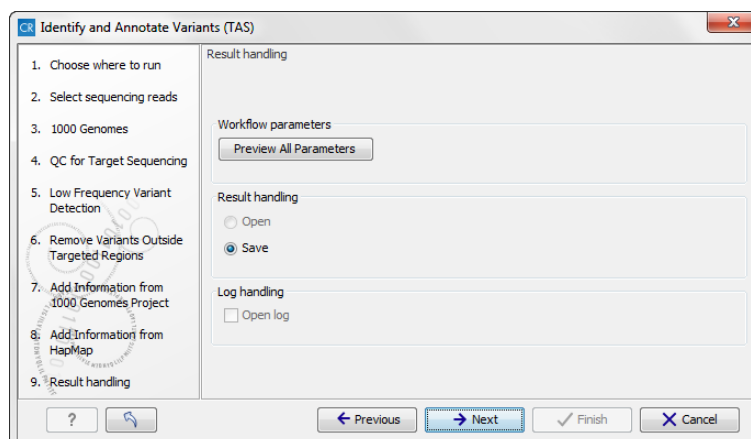 CR Identify and Annotate Variants (TAS)
x
1. Choose where to run
2. Select sequencing reads
3. 1000 Genomes
4. QC for Target Sequencing
5. Low Frequency Variant
Detection
6. Remove Variants Outside
Targeted Regions
7. Add Information from
1000 Genomes Project
8. Add Information from
HapMap
9. Result handling
Result handling
Workflow parameters
Preview All Parameters
Result handling
Open
Save
Log handling
Open log
?
Previous
Next
Finish
Cancel